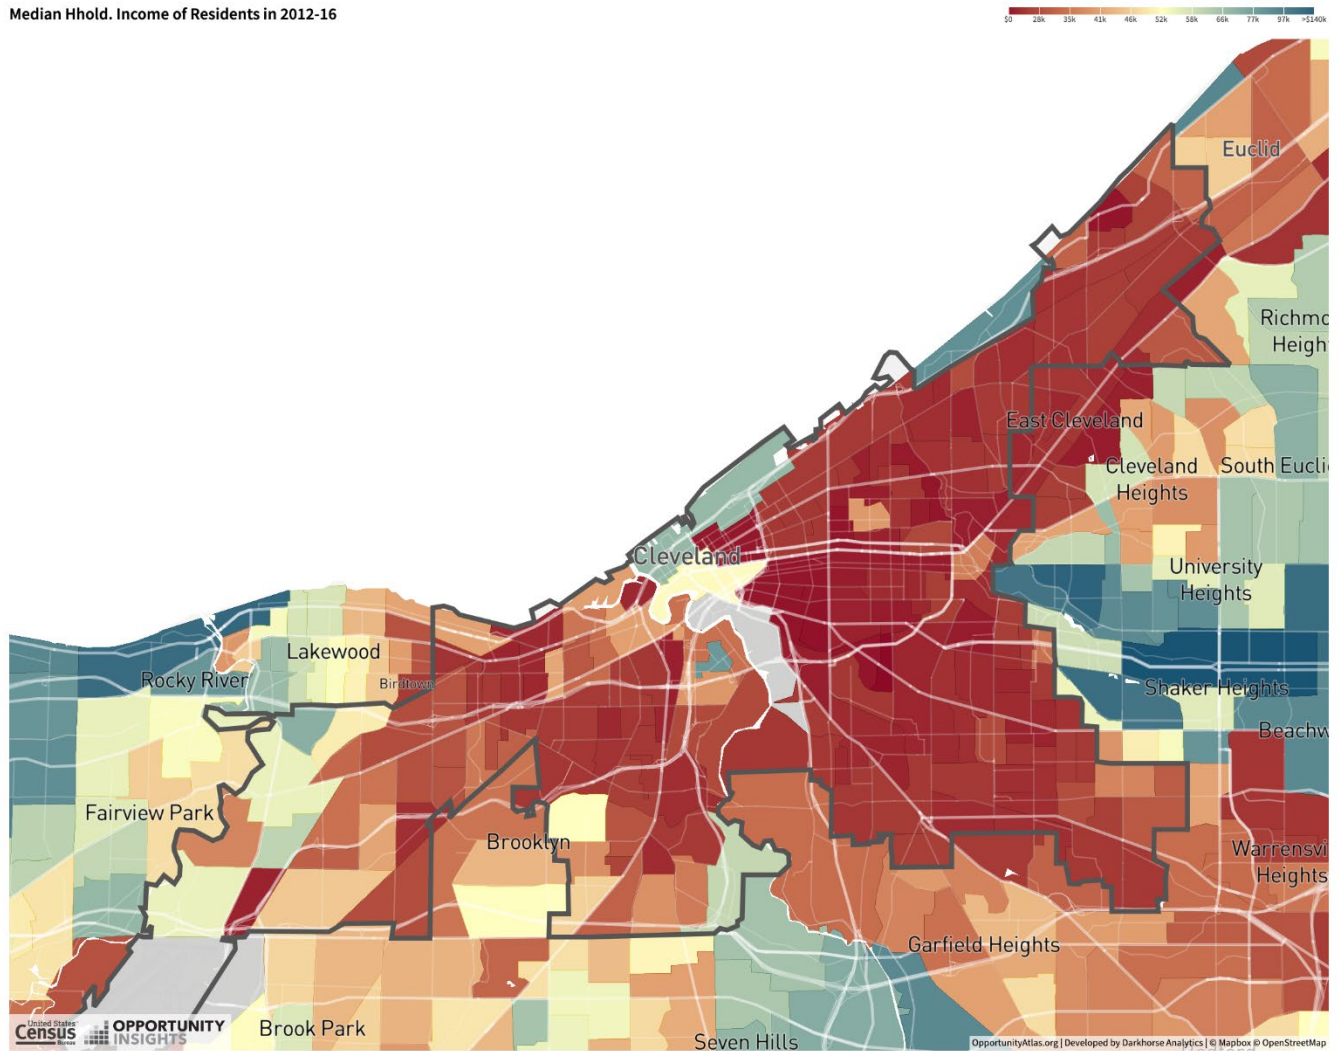 Median Hhold. Income of Residents in 2012-16
$0 28k 35k 41k 46k 52k 58k 66k 77k 97k >$140k
Euclid
Richmo
Heigh
East Cleveland
Cleveland
Heights
South Eucli
Cleveland
University
Heights
Lakewood
Rocky River
Birdtown
Shaker Heights
Beachw
Fairview Park
Brooklyn
Warrensvi
Heights
Garfield Heights
Brook Park
Seven Hills
United States
Census
Bureau
OPPORTUNITY
INSIGHTS
OpportunityAtlas.org | Developed by Darkhorse Analytics | © Mapbox © OpenStreetMap